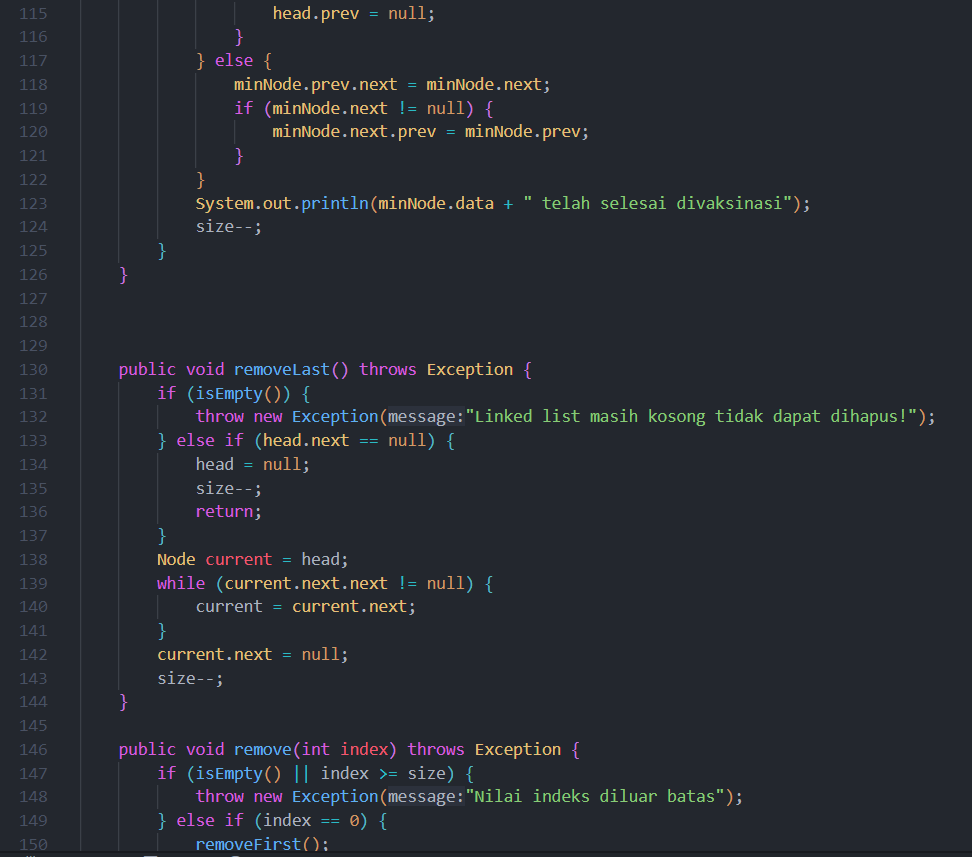 115 head.prev = null;
116 }
117 } else {
118 minNode.prev.next = minNode.next;
119 if (minNode.next != null) {
120 minNode.next.prev = minNode.prev;
121 }
122 }
123 System.out.println(minNode.data + " telah selesai divaksinasi");
124 size--;
125 }
126 }
127
128
129
130 public void removeLast() throws Exception {
131 if (isEmpty()) {
132 throw new Exception(message:"Linked list masih kosong tidak dapat dihapus!");
133 } else if (head.next == null) {
134 head = null;
135 size--;
136 return;
137 }
138 Node current = head;
139 while (current.next.next != null) {
140 current = current.next;
141 }
142 current.next = null;
143 size--;
144 }
145
146 public void remove(int index) throws Exception {
147 if (isEmpty() || index >= size) {
148 throw new Exception(message:"Nilai indeks diluar batas");
149 } else if (index == 0) {
150 removeFirst();